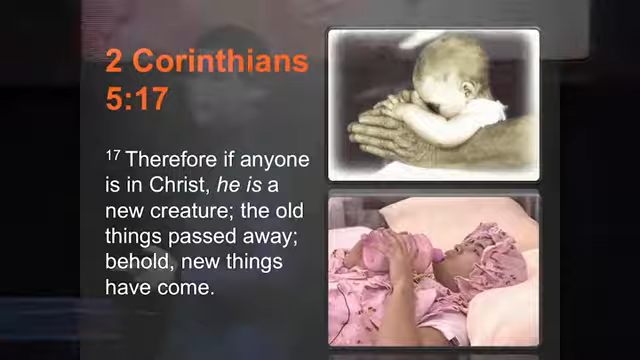 2 Corinthians
5:17
17 Therefore if anyone
is in Christ, he is a
new creature; the old
things passed away;
behold, new things
have come.